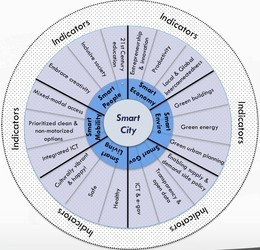 Smart
City
Smart
People
Smart
Economy
Smart
Enviro
Smart Gov
Smart
Living
Smart
Mobility
21st Century
education
Inclusive society
Embrace creativity
Entrepreneurship
& innovation
Productivity
Local & Global
interconnectedness
Green buildings
Green energy
Green urban planning
Enabling supply &
demand side policy
Transparency &
open data
ICT & e-gov
Healthy
Safe
Culturally vibrant
& happy
Integrated ICT
Prioritized clean &
non-motorized
options
Mixed-modal access
Indicators
Indicators
Indicators
Indicators
Indicators
Indicators